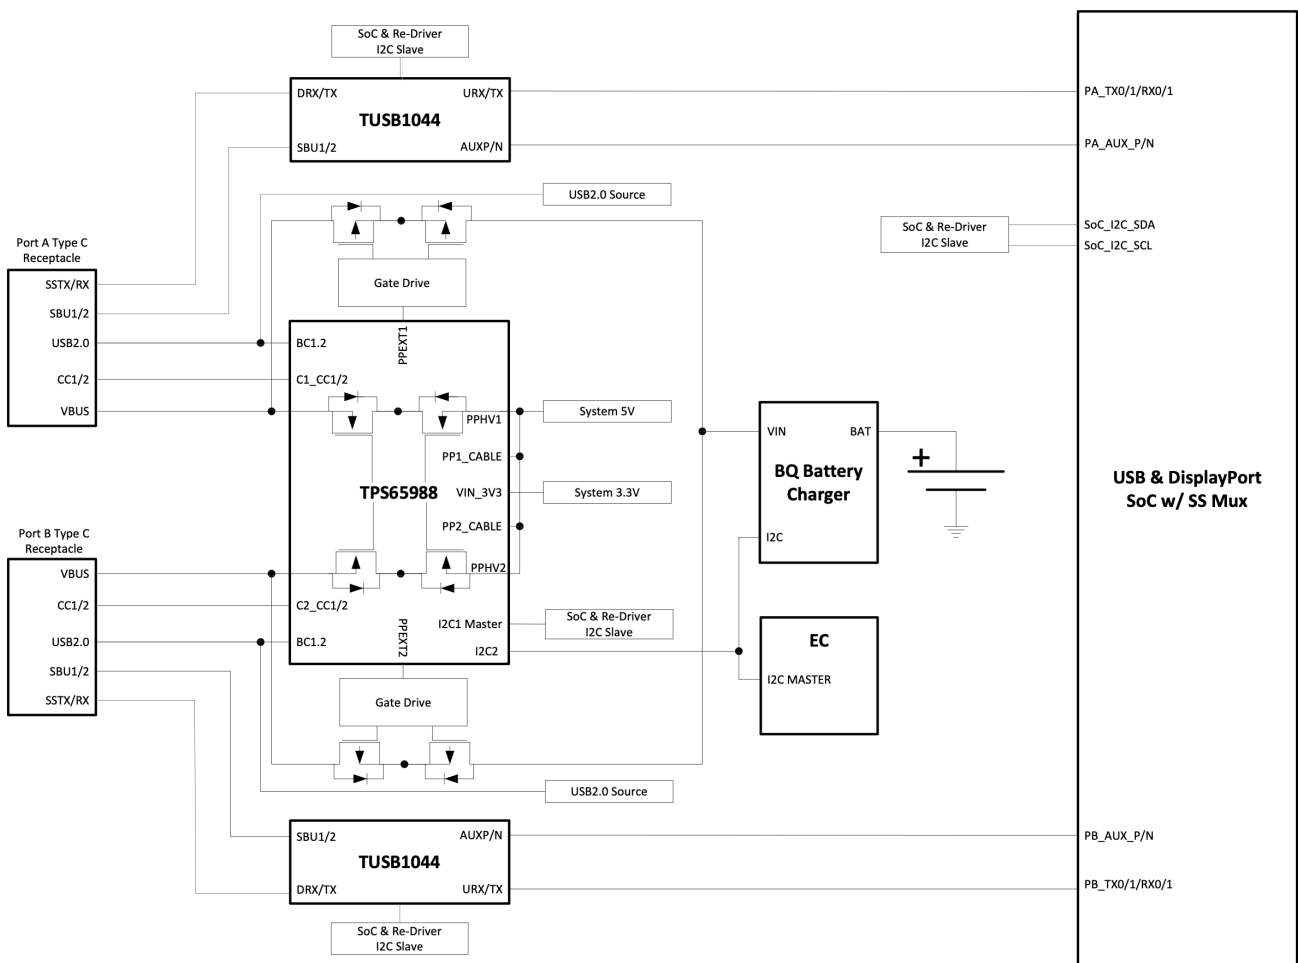 SoC & Re-Driver
I2C Slave
DRX/TX
URX/TX
TUSB1044
SBU1/2
AUXP/N
PA_TX0/1/RX0/1
PA_AUX_P/N
USB2.0 Source
SoC & Re-Driver
I2C Slave
SoC_I2C_SDA
SoC_I2C_SCL
Port A Type C
Receptacle
SSTX/RX
SBU1/2
USB2.0
CC1/2
VBUS
Gate Drive
PPEXT1
BC1.2
C1_CC1/2
PPHV1
System 5V
PP1_CABLE
TPS65988
VIN_3V3
System 3.3V
PP2_CABLE
PPHV2
C2_CC1/2
I2C1 Master
SoC & Re-Driver
I2C Slave
BC1.2
PPEXT2
I2C2
VIN
BAT
BQ Battery
Charger
I2C
+
USB & DisplayPort
SoC w/ SS Mux
EC
I2C MASTER
Port B Type C
Receptacle
VBUS
CC1/2
USB2.0
SBU1/2
SSTX/RX
Gate Drive
USB2.0 Source
SBU1/2
AUXP/N
TUSB1044
DRX/TX
URX/TX
PB_AUX_P/N
PB_TX0/1/RX0/1
SoC & Re-Driver
I2C Slave